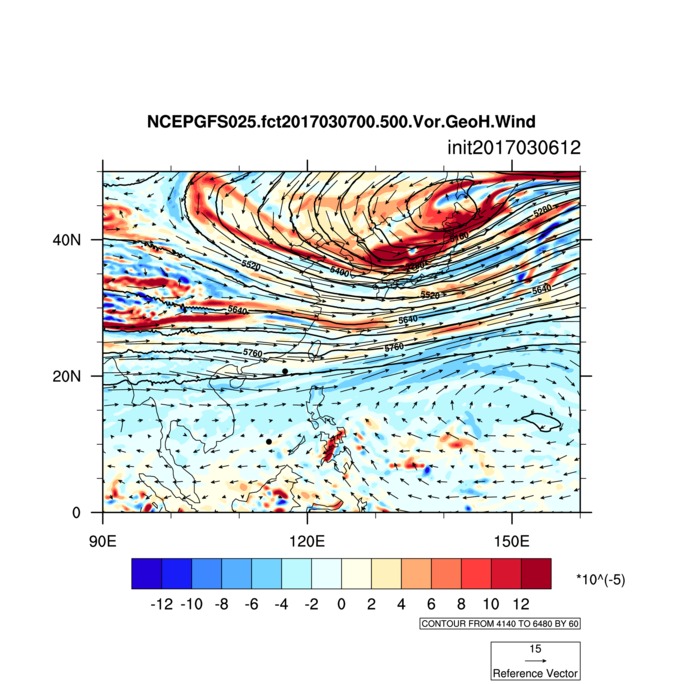 NCEPGFS025.fct2017030700.500.Vor.GeoH.Wind
init2017030612
5280
40N
5520
5400
5520
5640
5640
5640
5760
5760
20N
0
90E 120E 150E
-12 -10 -8 -6 -4 -2 0 2 4 6 8 10 12
*10^(-5)
CONTOUR FROM 4140 TO 6480 BY 60
15
Reference Vector